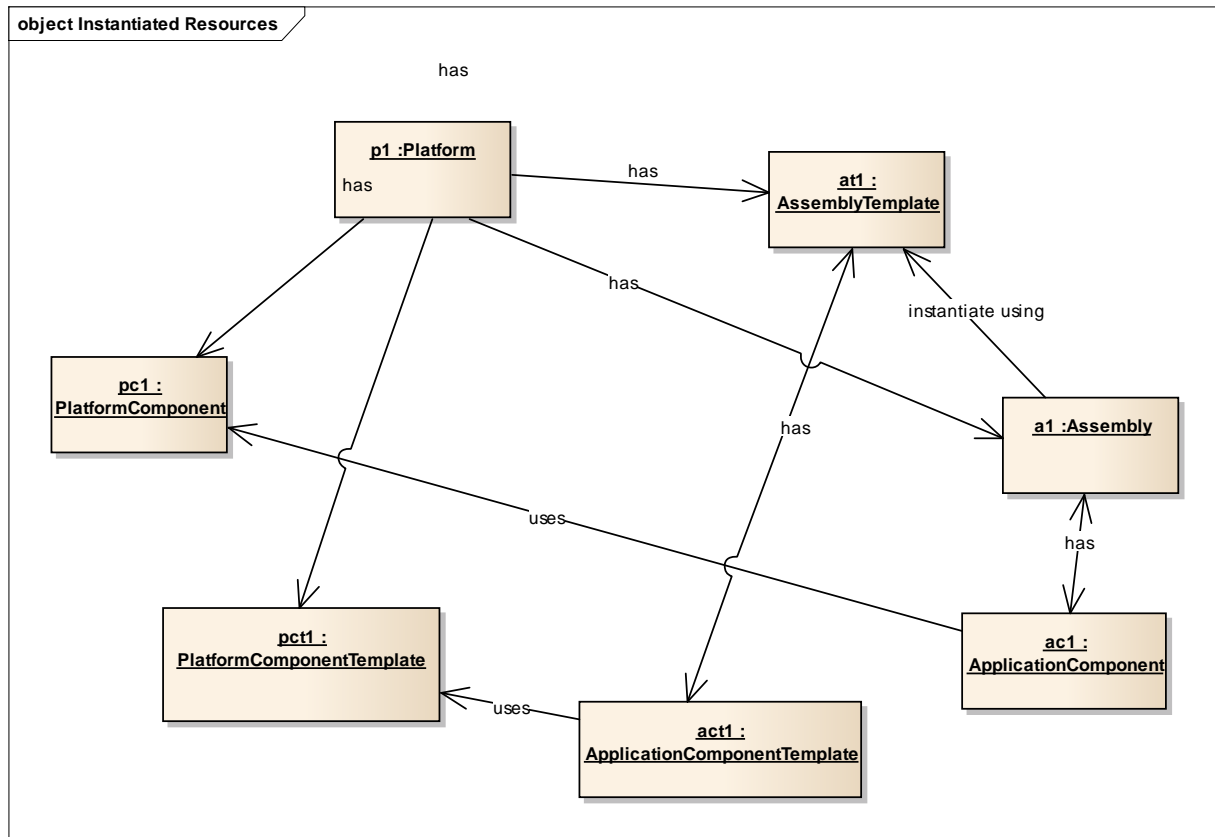 object Instantiated Resources
has
p1 :Platform
has
has
at1 :
AssemblyTemplate
has
instantiate using
pc1 :
PlatformComponent
a1 :Assembly
has
uses
has
pct1 :
PlatformComponentTemplate
ac1 :
ApplicationComponent
uses
act1 :
ApplicationComponentTemplate